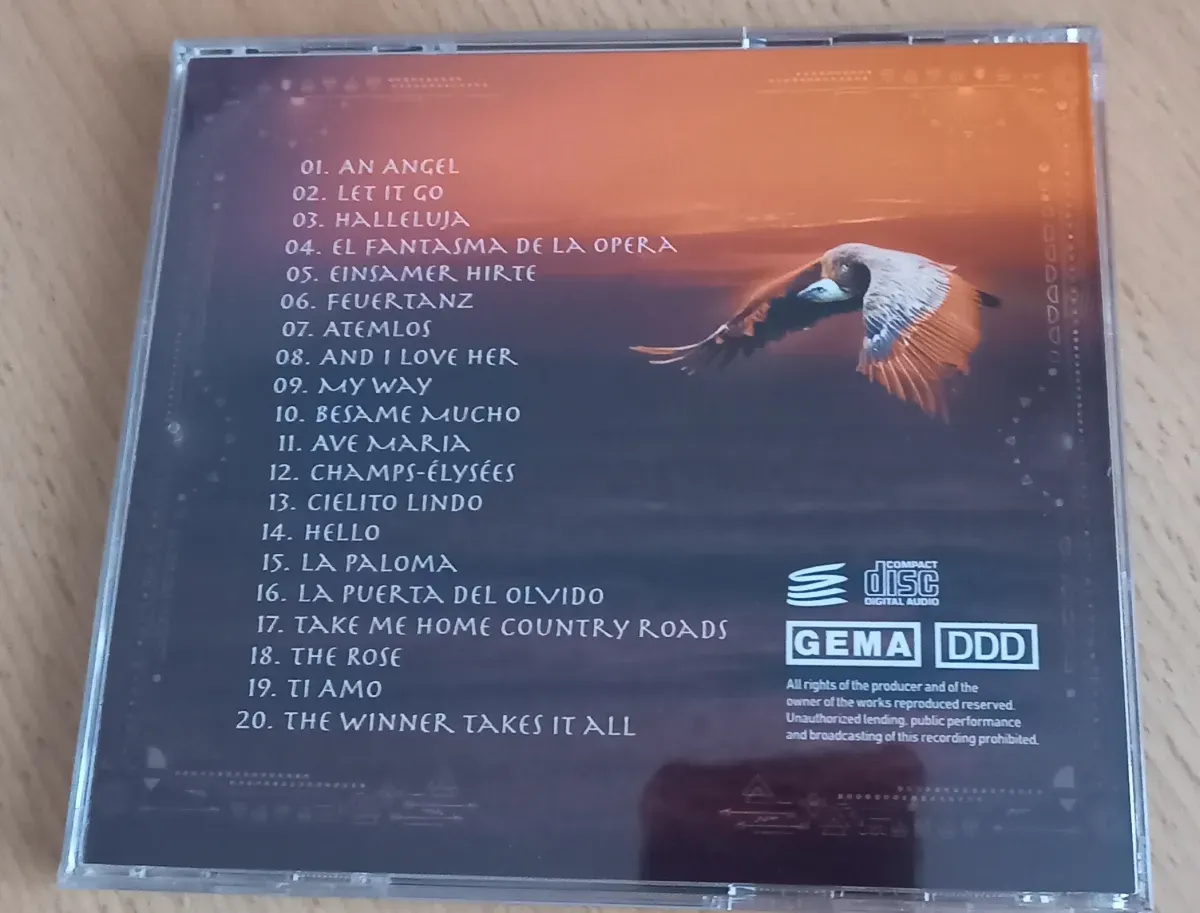 01. AN ANGEL
02. LET IT GO
03. HALLELUJA
04. EL FANTASMA DE LA OPERA
05. EINSAMER HIRTE
06. FEUERTANZ
07. ATEMLOS
08. AND I LOVE HER
09. MY WAY
10. BESAME MUCHO
11. AVE MARIA
12. CHAMPS-ÉLYSÉES
13. CIELITO LINDO
14. HELLO
15. LA PALOMA
16. LA PUERTA DEL OLVIDO
17. TAKE ME HOME COUNTRY ROADS
18. THE ROSE
19. TI AMO
20. THE WINNER TAKES IT ALL
COMPACT
disc
DIGITAL AUDIO
GEMA DDD
All rights of the producer and of the
owner of the works reproduced reserved.
Unauthorized lending, public performance
and broadcasting of this recording prohibited.